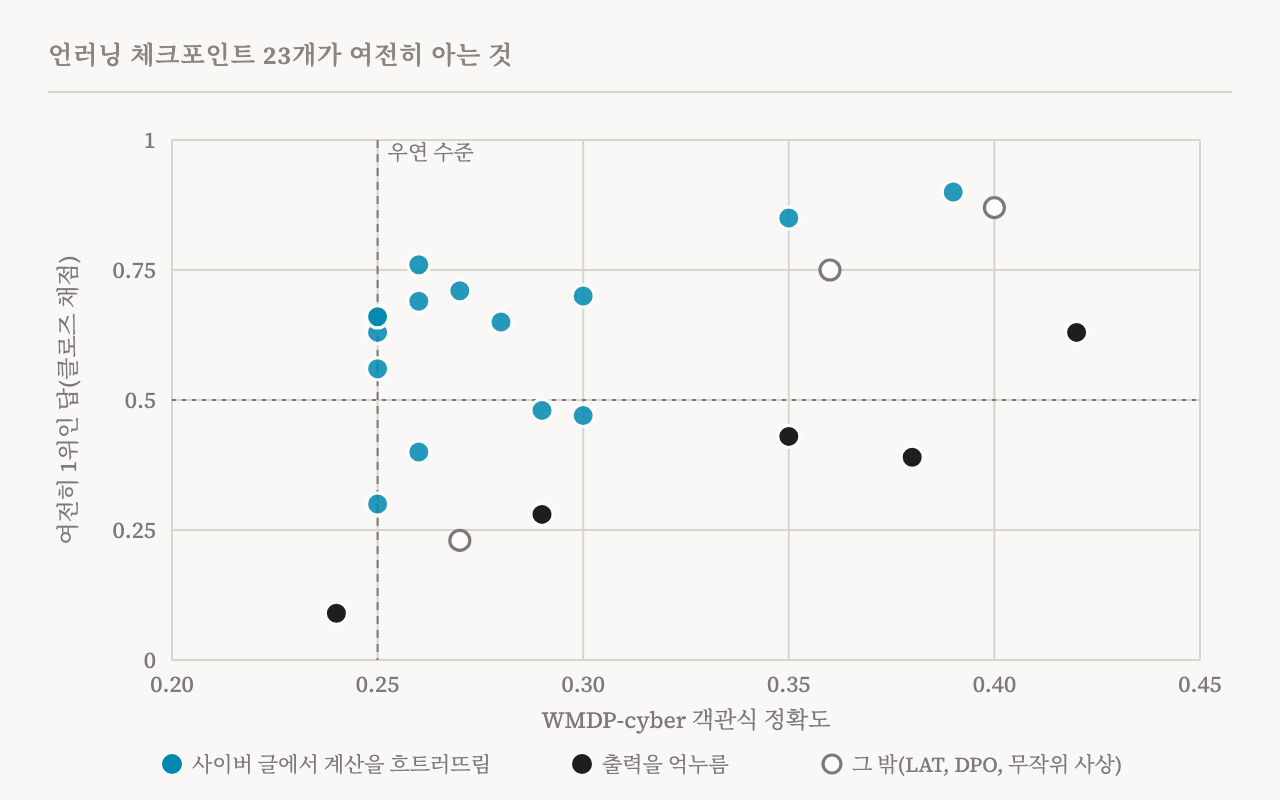 언러닝 체크포인트 23개가 여전히 아는 것
우연 수준
1
0.75
0.5
0.25
0
여전히 1위인 답(클로즈 채점)
0.20 0.25 0.30 0.35 0.40 0.45
WMDP-cyber 객관식 정확도
사이버 글에서 계산을 흐트러뜨림 출력을 억누름 그 밖(LAT, DPO, 무작위 사상)